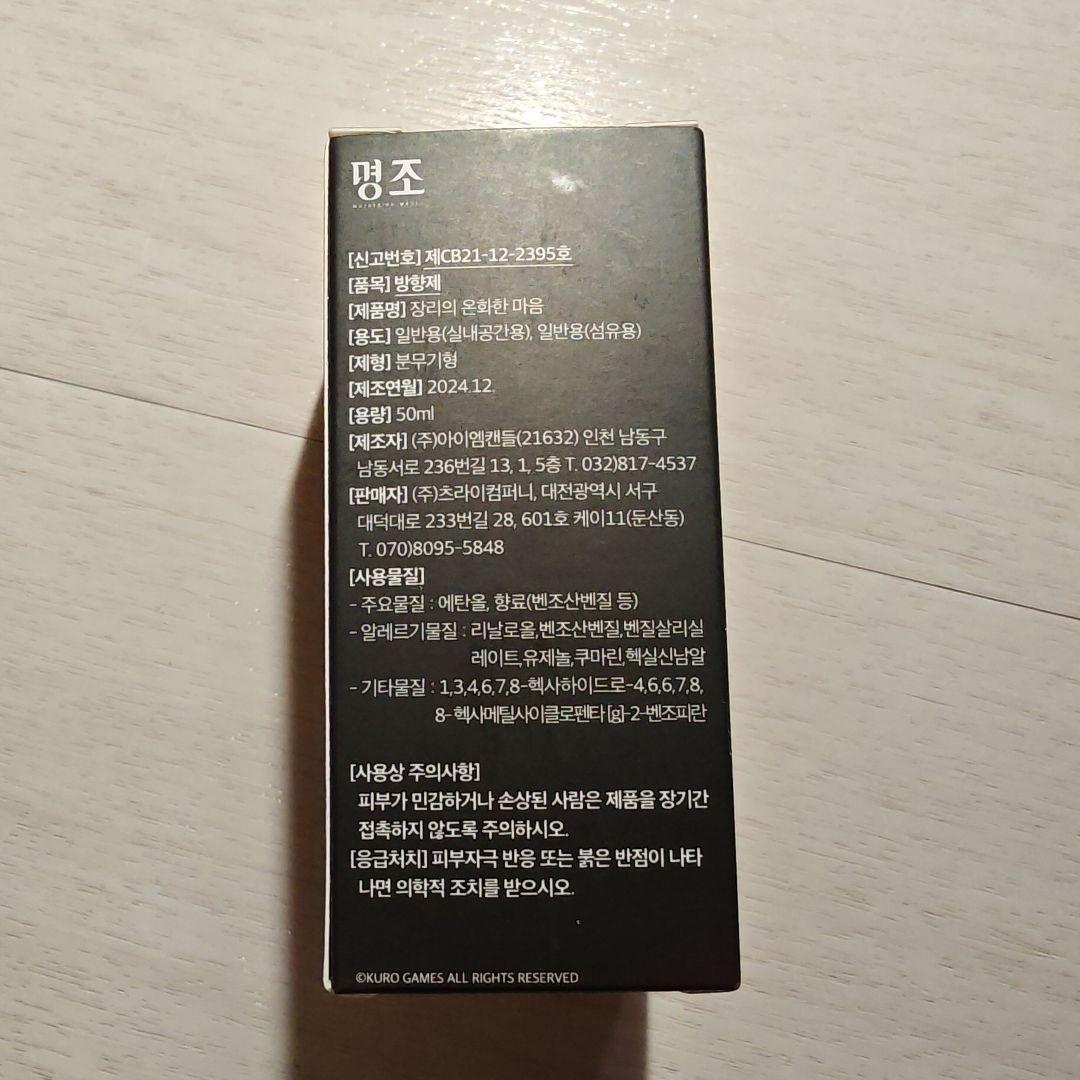 명조
WUTHERING WAVES
[신고번호] 제CB21-12-2395호
[품목] 방향제
[제품명] 장리의 온화한 마음
[용도] 일반용(실내공간용), 일반용(섬유용)
[제형] 분무기형
[제조연월] 2024.12.
[용량] 50ml
[제조자] (주)아이엠캔들(21632) 인천 남동구
남동서로 236번길 13, 1, 5층 T. 032)817-4537
[판매자] (주)츠라이컴퍼니, 대전광역시 서구
대덕대로 233번길 28, 601호 케이11(둔산동)
T. 070)8095-5848
[사용물질]
- 주요물질 : 에탄올, 향료(벤조산벤질 등)
- 알레르기물질 : 리날로올,벤조산벤질,벤질살리실
레이트,유제놀,쿠마린,헥실신남알
- 기타물질 : 1,3,4,6,7,8-헥사하이드로-4,6,6,7,8,
8-헥사메틸사이클로펜타[g]-2-벤조피란
[사용상 주의사항]
피부가 민감하거나 손상된 사람은 제품을 장기간
접촉하지 않도록 주의하시오.
[응급처치] 피부자극 반응 또는 붉은 반점이 나타
나면 의학적 조치를 받으시오.
©KURO GAMES ALL RIGHTS RESERVED